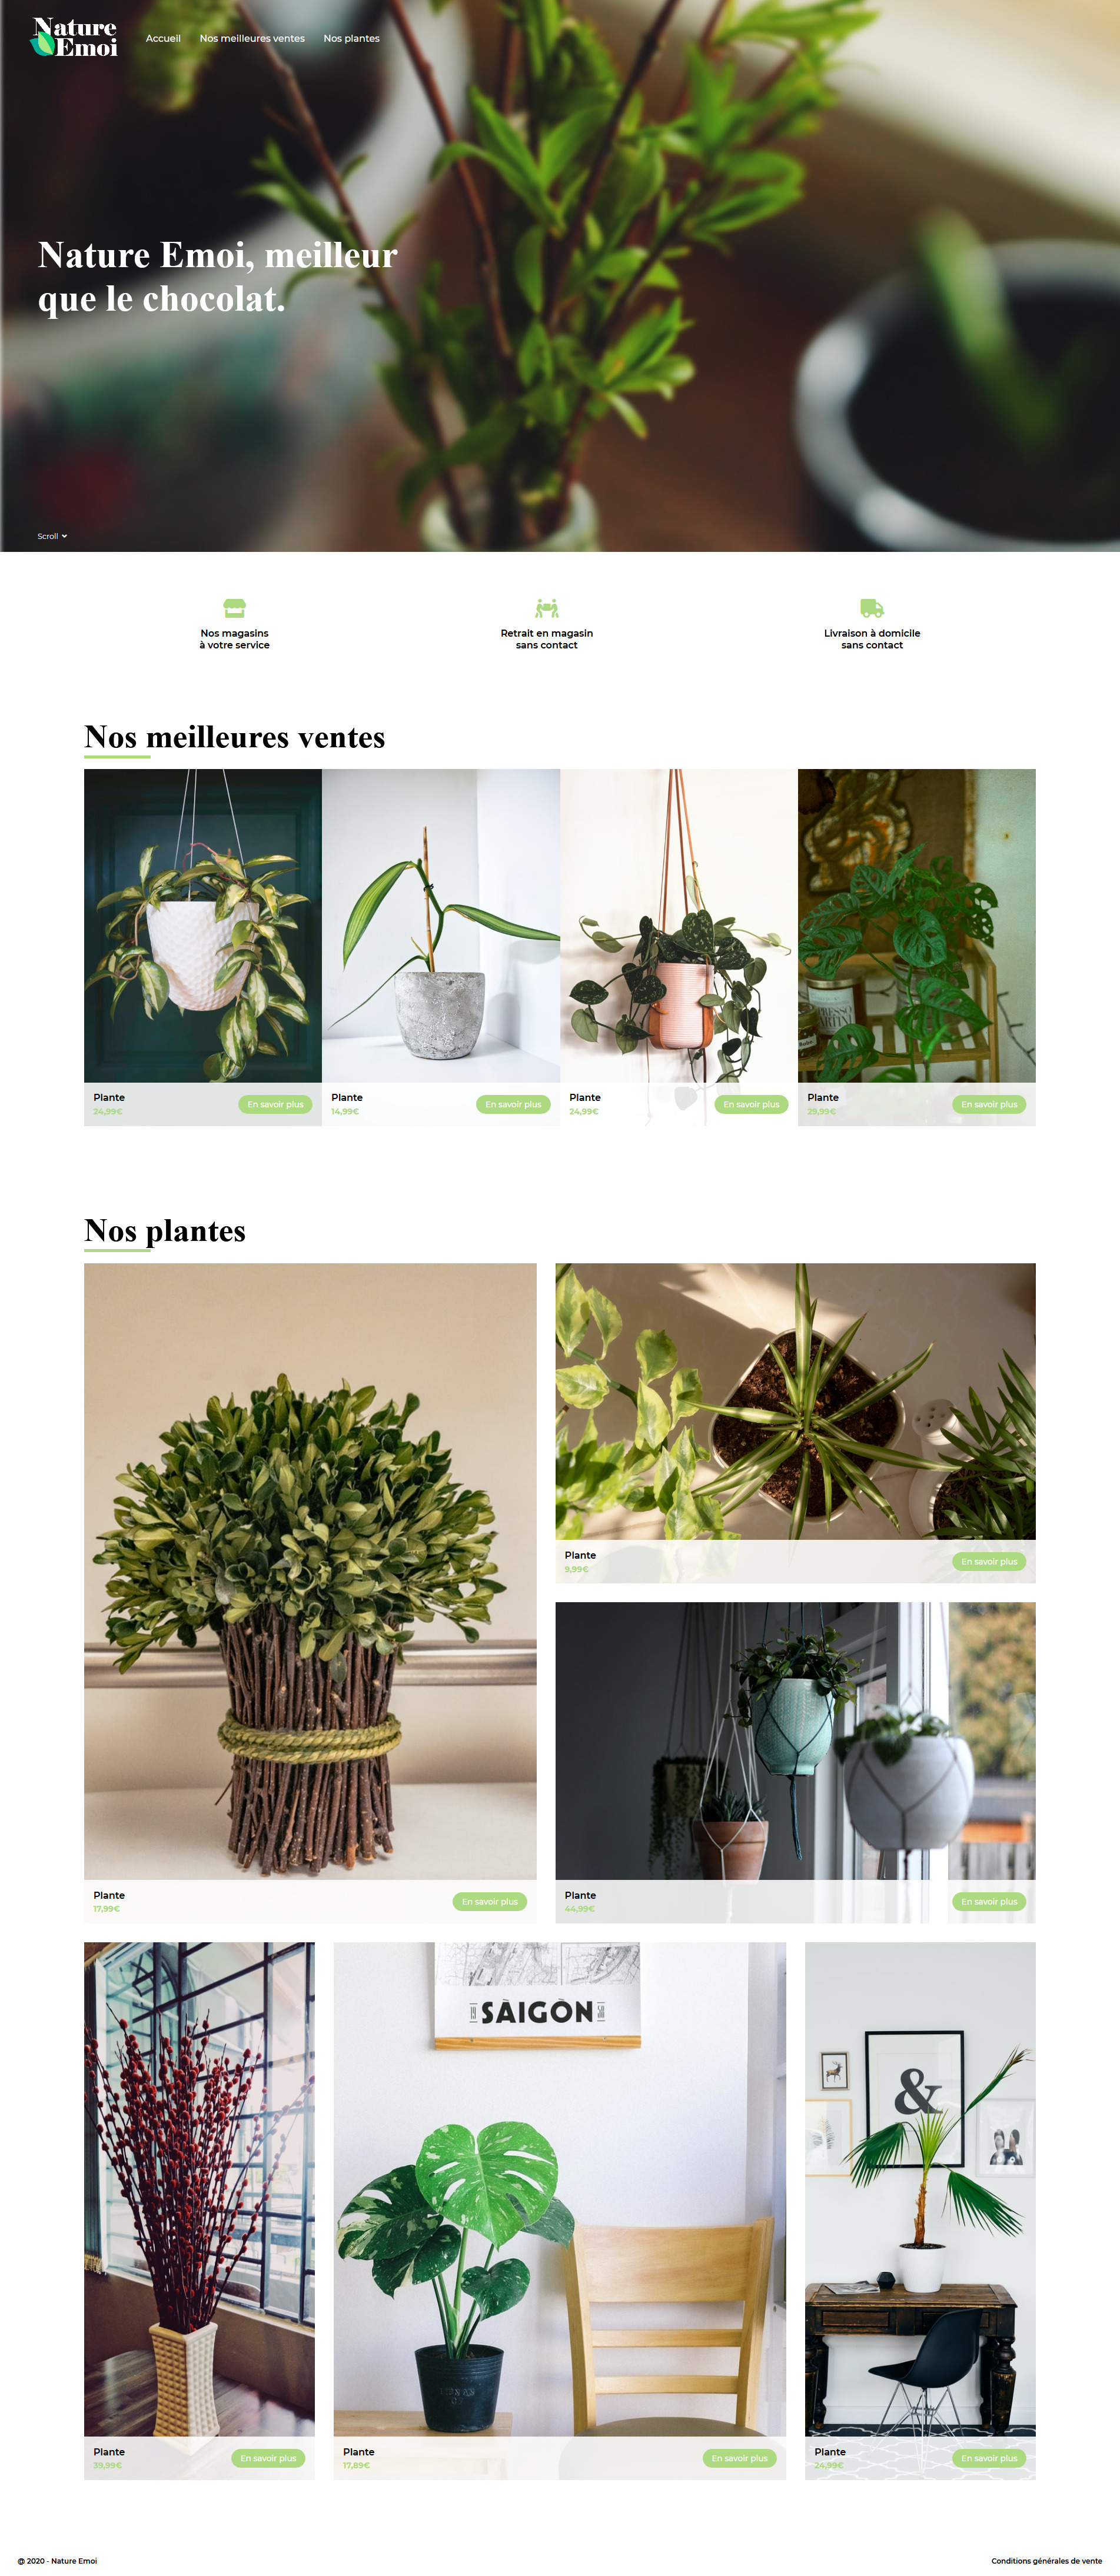 Nature
Emoi
Accueil
Nos meilleures ventes
Nos plantes
Nature Emoi, meilleur
que le chocolat.
Scroll
Nos magasins
à votre service
Retrait en magasin
sans contact
Livraison à domicile
sans contact
Nos meilleures ventes
Plante
24,99€
En savoir plus
Plante
14,99€
En savoir plus
Plante
24,99€
En savoir plus
Plante
29,99€
En savoir plus
Nos plantes
Plante
17,99€
En savoir plus
Plante
9,99€
En savoir plus
Plante
44,99€
En savoir plus
Plante
39,99€
En savoir plus
SÀIGÒN
Plante
17,89€
En savoir plus
&
Plante
24,99€
En savoir plus
@ 2020 - Nature Emoi
Conditions générales de vente